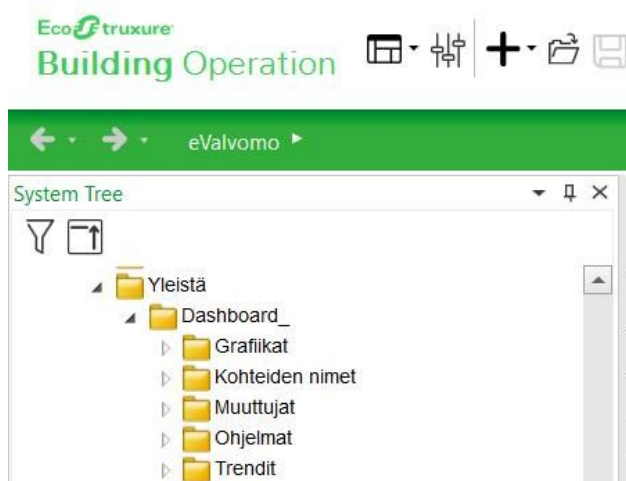 EcoStruxure
Building Operation
eValvomo
System Tree
Yleistä
Dashboard_
Grafiikat
Kohteiden nimet
Muuttujat
Ohjelmat
Trendit